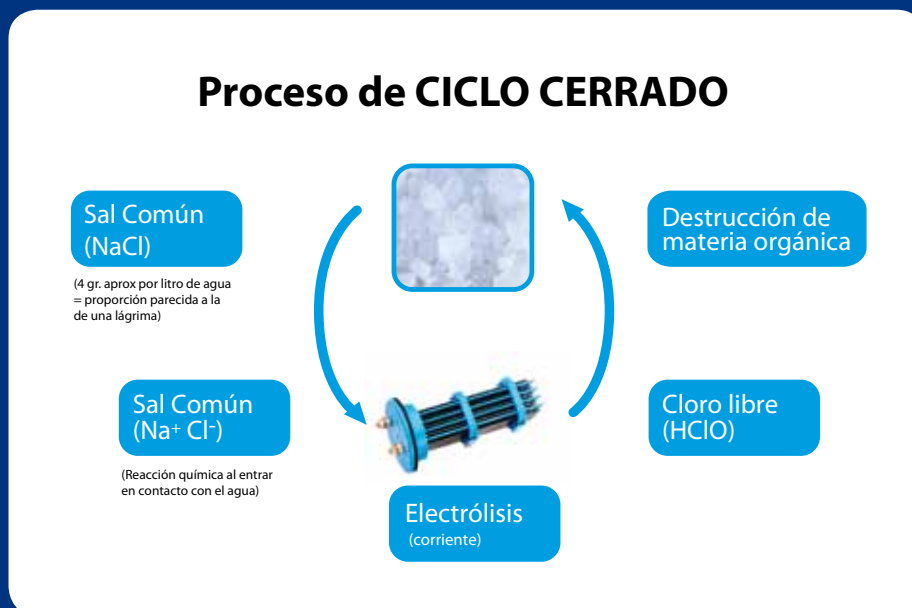 Proceso de CICLO CERRADO
Sal Común
(NaCl)
(4 gr. aprox por litro de agua
= proporción parecida a la
de una lágrima)
Sal Común
(Na⁺ Cl⁻)
(Reacción química al entrar
en contacto con el agua)
Electrólisis
(corriente)
Cloro libre
(HClO)
Destrucción de
materia orgánica